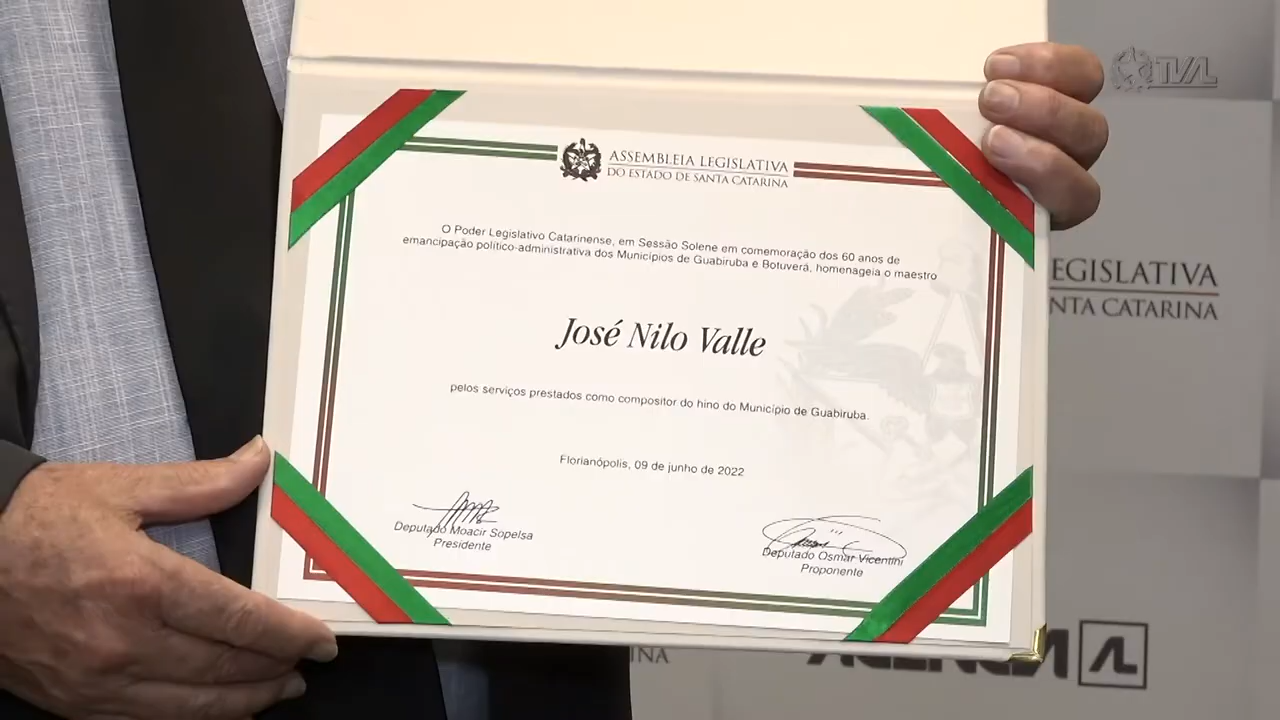 TVAL
ASSEMBLEIA LEGISLATIVA
DO ESTADO DE SANTA CATARINA
O Poder Legislativo Catarinense, em Sessão Solene em comemoração dos 60 anos de
emancipação político-administrativa dos Municípios de Guabiruba e Botuverá, homenageia o maestro
José Nilo Valle
pelos serviços prestados como compositor do hino do Município de Guabiruba.
Florianópolis, 09 de junho de 2022
Deputado Moacir Sopelsa
Presidente
Deputado Osmar Vicentini
Proponente
EGISLATIVA
NTA CATARINA
INA
AL